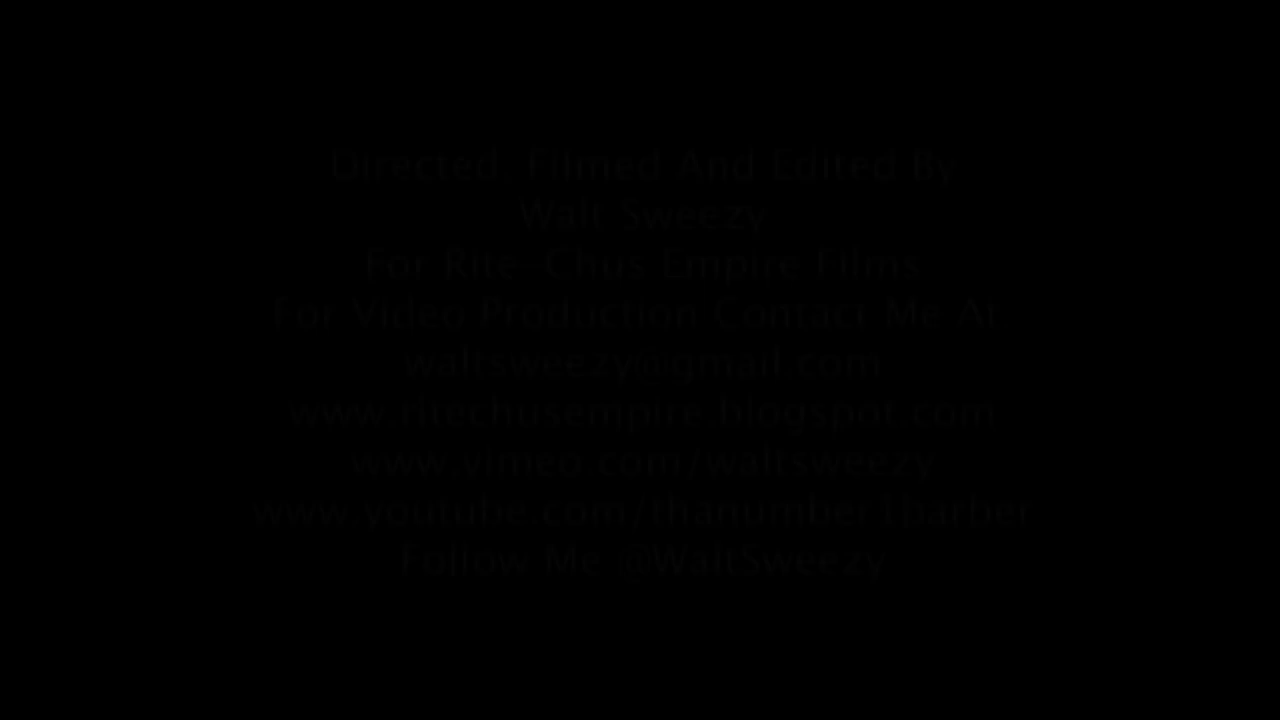 Directed, Filmed And Edited By
Walt Sweezy
For Rite-Chus Empire Films
For Video Production Contact Me At
waltsweezy@gmail.com
www.ritechusempire.blogspot.com
www.vimeo.com/waltsweezy
www.youtube.com/thanumber1barber
Follow Me @WaltSweezy